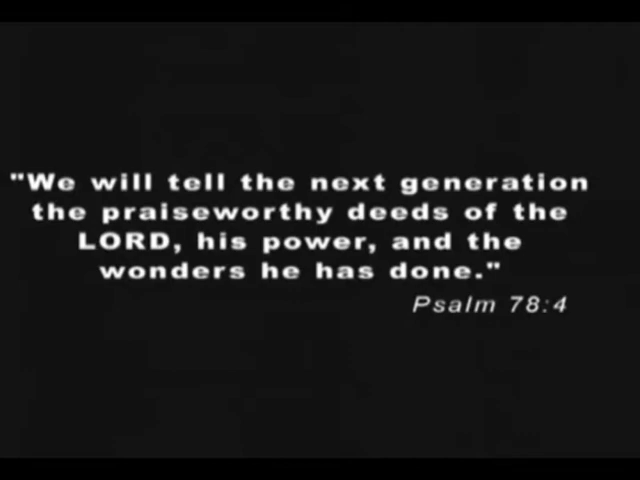 "We will tell the next generation
the praiseworthy deeds of the
LORD, his power, and the
wonders he has done."
Psalm 78:4